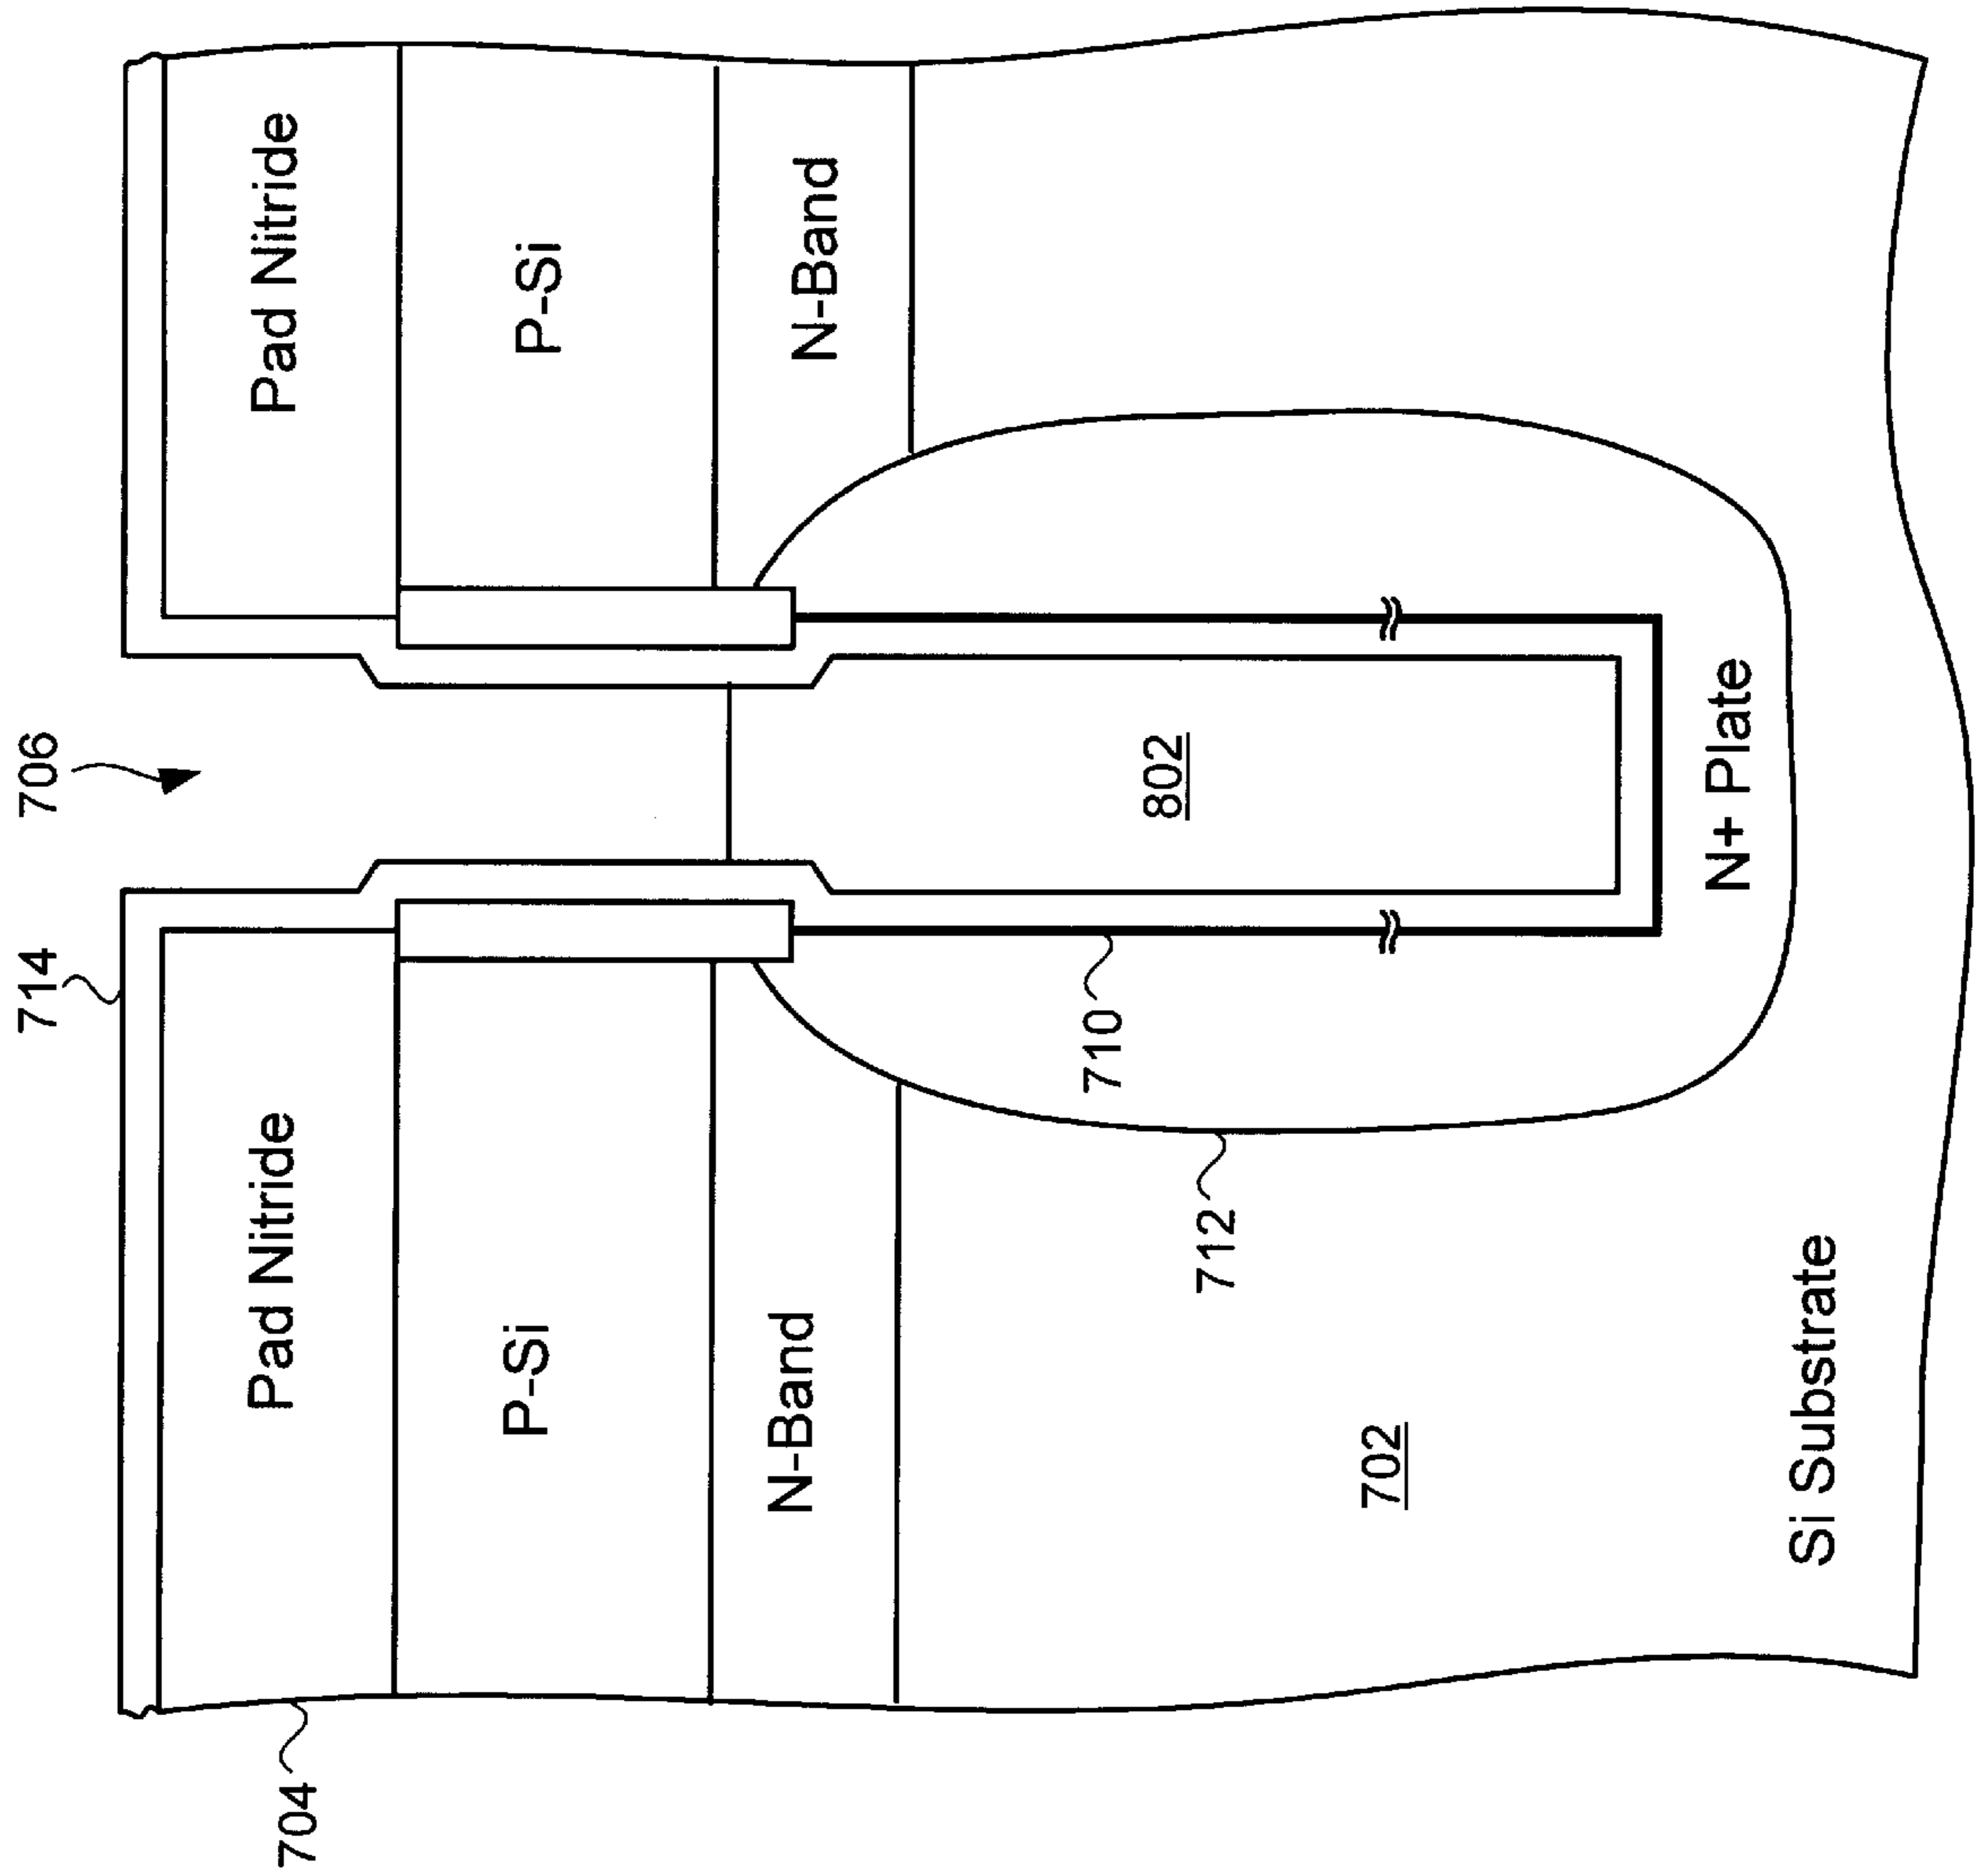 706
714
704
Pad Nitride
Pad Nitride
P-Si
P-Si
N-Band
N-Band
802
710
712
702
N+ Plate
Si Substrate